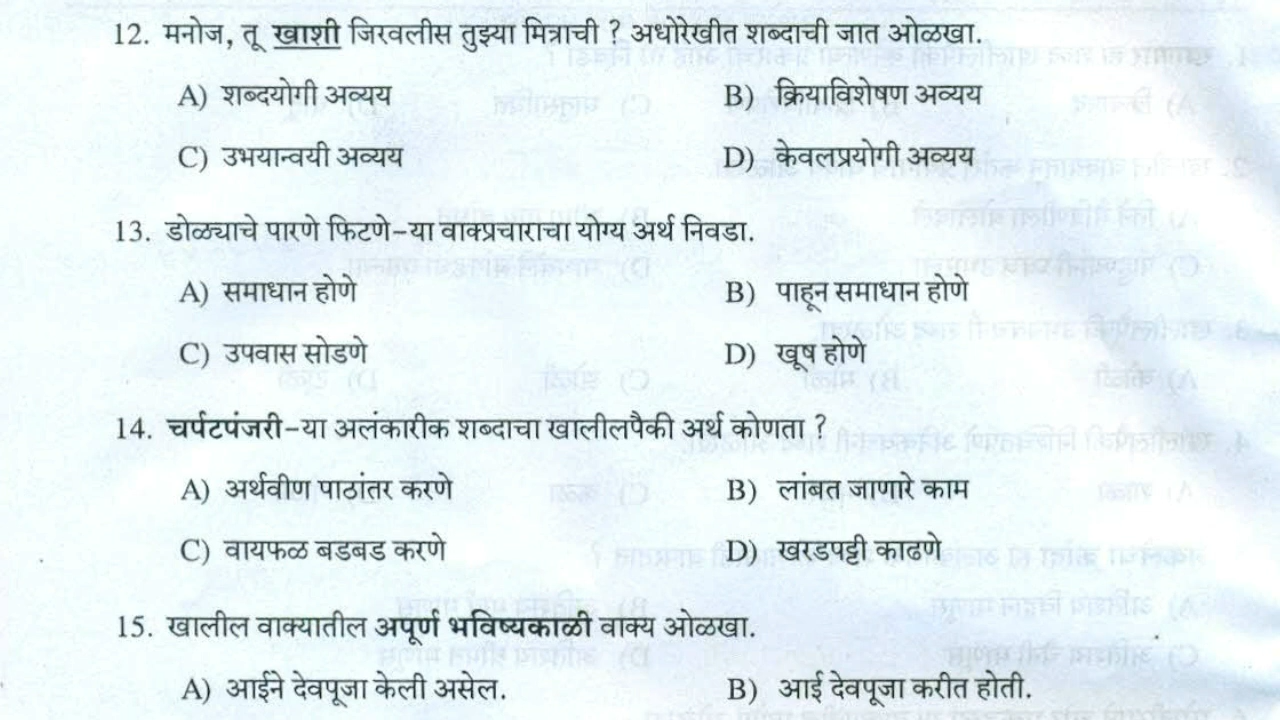 12. मनोज, तू खाशी जिरवलीस तुझ्या मित्राची ? अधोरेखीत शब्दाची जात ओळखा.
A) शब्दयोगी अव्यय B) क्रियाविशेषण अव्यय
C) उभयान्वयी अव्यय D) केवलप्रयोगी अव्यय
13. डोळ्याचे पारणे फिटणे–या वाक्प्रचाराचा योग्य अर्थ निवडा.
A) समाधान होणे B) पाहून समाधान होणे
C) उपवास सोडणे D) खूष होणे
14. चर्पटपंजरी–या अलंकारीक शब्दाचा खालीलपैकी अर्थ कोणता ?
A) अर्थवीण पाठांतर करणे B) लांबत जाणारे काम
C) वायफळ बडबड करणे D) खरडपट्टी काढणे
15. खालील वाक्यातील अपूर्ण भविष्यकाळी वाक्य ओळखा.
A) आईने देवपूजा केली असेल. B) आई देवपूजा करीत होती.